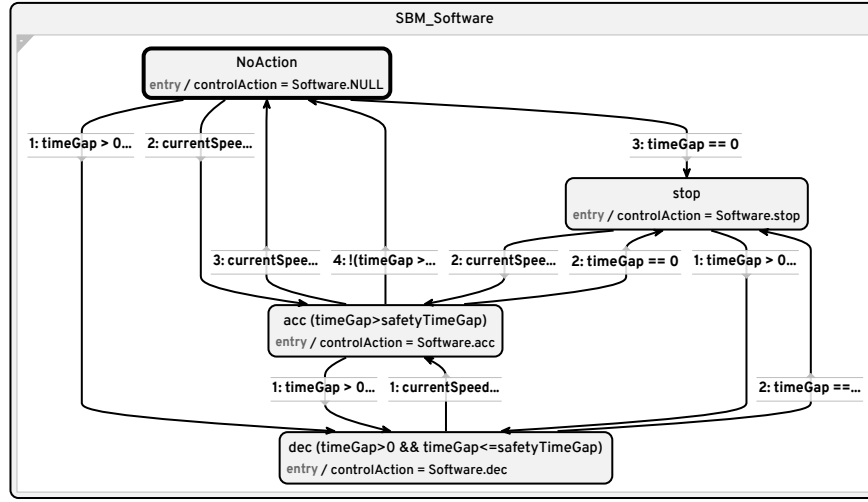 SBM_Software
NoAction
entry / controlAction = Software.NULL
1: timeGap > 0...
2: currentSpee...
3: timeGap == 0
stop
entry / controlAction = Software.stop
3: currentSpee...
4: !(timeGap >...
2: currentSpee...
2: timeGap == 0
1: timeGap > 0...
acc (timeGap>safetyTimeGap)
entry / controlAction = Software.acc
1: timeGap > 0...
1: currentSpeed...
2: timeGap ==...
dec (timeGap>0 && timeGap<=safetyTimeGap)
entry / controlAction = Software.dec